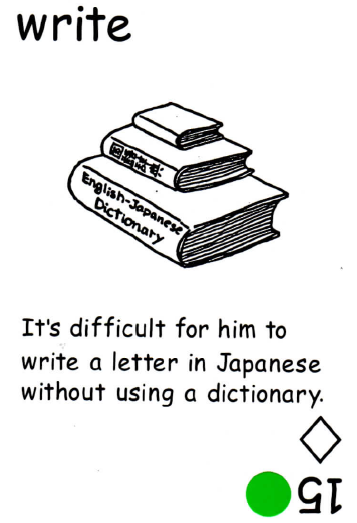 write
English-Japanese
Dictionary
It's difficult for him to
write a letter in Japanese
without using a dictionary.
15